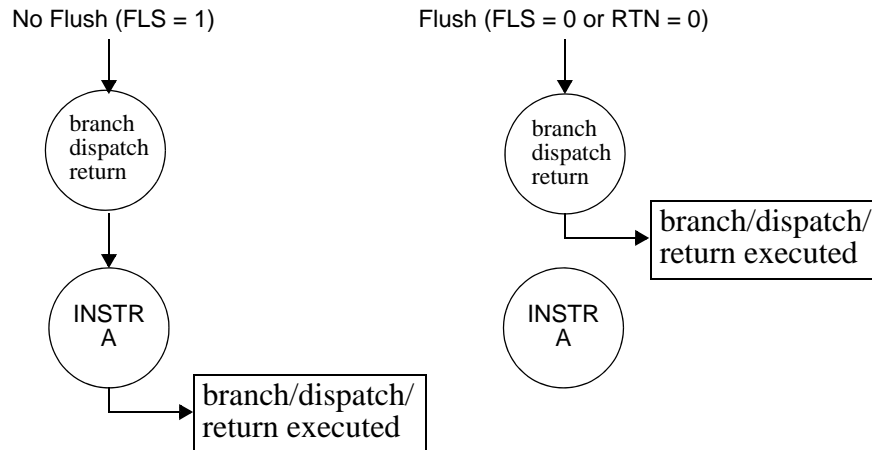 No Flush (FLS = 1)
branch
dispatch
return
INSTR
A
branch/dispatch/
return executed
Flush (FLS = 0 or RTN = 0)
branch
dispatch
return
branch/dispatch/
return executed
INSTR
A